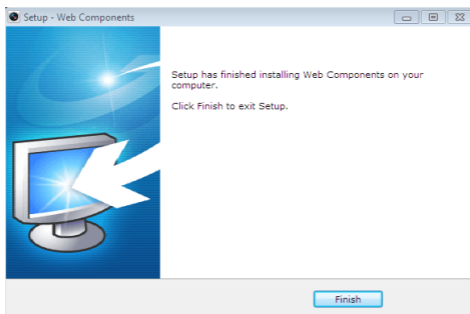 Setup - Web Components
Setup has finished installing Web Components on your
computer.
Click Finish to exit Setup.
Finish